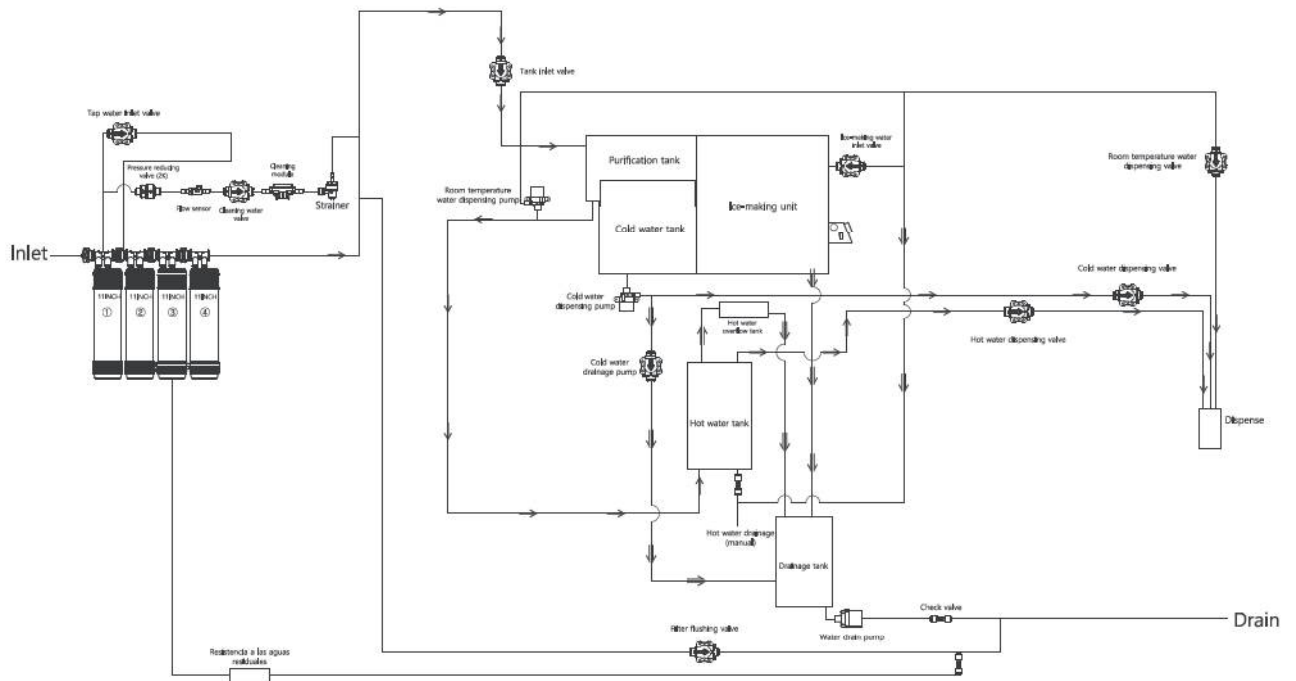 Tank inlet valve
Tap water inlet valve
Pressure reducing
valve (2K)
Flow sensor
Cleaning water
valve
Cleaning
module
Strainer
Room temperature
water dispensing pump
Purification tank
Cold water tank
Ice-making unit
Ice-making water
inlet valve
Room temperature water
dispensing valve
Inlet
11INCH
①
11INCH
②
11INCH
③
11INCH
④
Cold water
dispensing pump
Cold water dispensing valve
Hot water
overflow tank
Hot water dispensing valve
Cold water
drainage pump
Hot water tank
Dispense
Hot water drainage
(manual)
Drainage tank
Water drain pump
Check valve
Drain
Filter flushing valve
Resistencia a las aguas
residuales